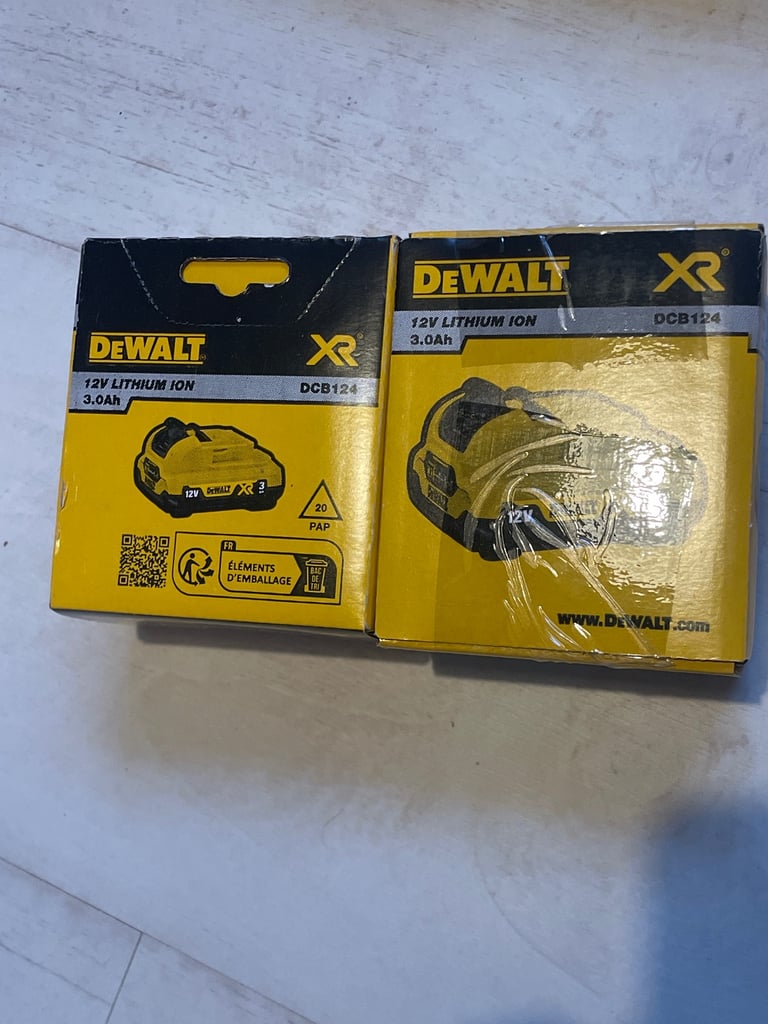 DEWALT
XR
12V LITHIUM ION
DCB124
3.0Ah
12V DEWALT XR 3
20
PAP
FR
ÉLÉMENTS
D'EMBALLAGE
BAC
DE
TRI
DEWALT
XR®
12V LITHIUM ION
DCB124
3.0Ah
12V
www.DEWALT.com